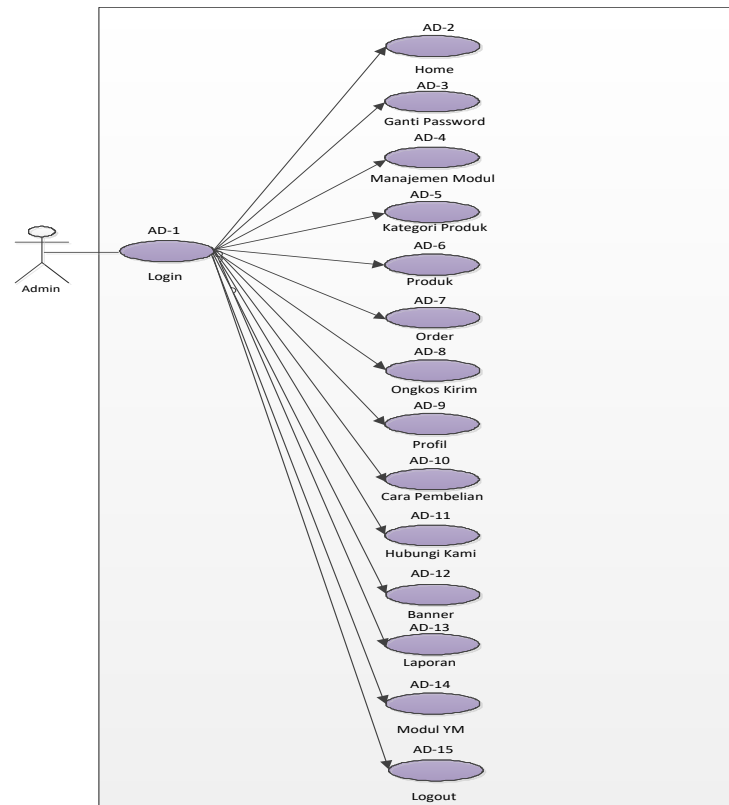 AD-2
Home
AD-3
Ganti Password
AD-4
Manajemen Modul
AD-5
Kategori Produk
AD-1
Login
Admin
AD-6
Produk
AD-7
Order
AD-8
Ongkos Kirim
AD-9
Profil
AD-10
Cara Pembelian
AD-11
Hubungi Kami
AD-12
Banner
AD-13
Laporan
AD-14
Modul YM
AD-15
Logout